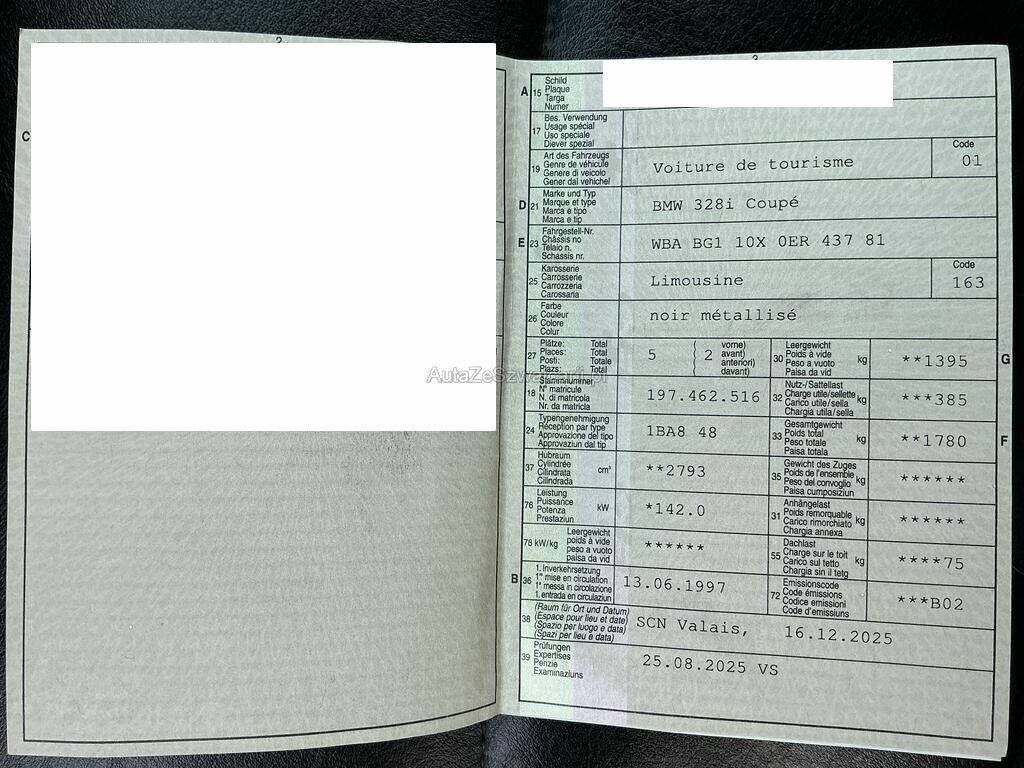 2
3
C
A 15 Schild
Plaque
Targa
Numer
17 Bes. Verwendung
Usage spécial
Uso speciale
Diever spezial
19 Art des Fahrzeugs
Genre de véhicule
Genere di veicolo
Gener dal vehichel
Voiture de tourisme
Code
01
D 21 Marke und Typ
Marque et type
Marca e tipo
Marca e tip
BMW 328i Coupé
E 23 Fahrgestell-Nr.
Châssis no
Telaio n.
Schassis nr.
WBA BG1 10X 0ER 437 81
25 Karosserie
Carrosserie
Carrozzeria
Carossaria
Limousine
Code
163
26 Farbe
Couleur
Colore
Colur
noir métallisé
27 Plätze: Total
Places: Total
Posti: Totale
Plazs: Total
5 ( 2 vorne)
avant)
anteriori)
davant)
30 Leergewicht
Poids à vide
Peso a vuoto
Paisa da vid
kg
**1395
G
AutaZeSzwajcarii.pl
18 Stammnummer
N° matricule
N. di matricola
Nr. da matricla
197.462.516
32 Nutz-/Sattellast
Charge utile/sellette
Carico utile/sella
Chargia utila/sella
kg
***385
24 Typengenehmigung
Réception par type
Approvazione del tipo
Approvaziun dal tip
1BA8 48
33 Gesamtgewicht
Poids total
Peso totale
Paisa totala
kg
**1780
F
37 Hubraum
Cylindrée
Cilindrata
Cilindrada
cm³
**2793
35 Gewicht des Zuges
Poids de l'ensemble
Peso del convoglio
Paisa cumposiziun
kg
******
76 Leistung
Puissance
Potenza
Prestaziun
kW
*142.0
31 Anhängelast
Poids remorquable
Carico rimorchiato
Chargia annexa
kg
******
78 kW/kg Leergewicht
poids à vide
peso a vuoto
paisa da vid
******
55 Dachlast
Charge sur le toit
Carico sul tetto
Chargia sin il tetg
kg
****75
B 36 1. Inverkehrsetzung
1re mise en circulation
1a messa in circolazione
1. entrada en circulaziun
13.06.1997
72 Emissionscode
Code émissions
Codice emissioni
Code d'emissiuns
***B02
38 (Raum für Ort und Datum)
(Espace pour lieu et date)
(Spazio per luogo e data)
(Spazi per lieu e data)
SCN Valais, 16.12.2025
39 Prüfungen
Expertises
Perizie
Examinaziuns
25.08.2025 VS